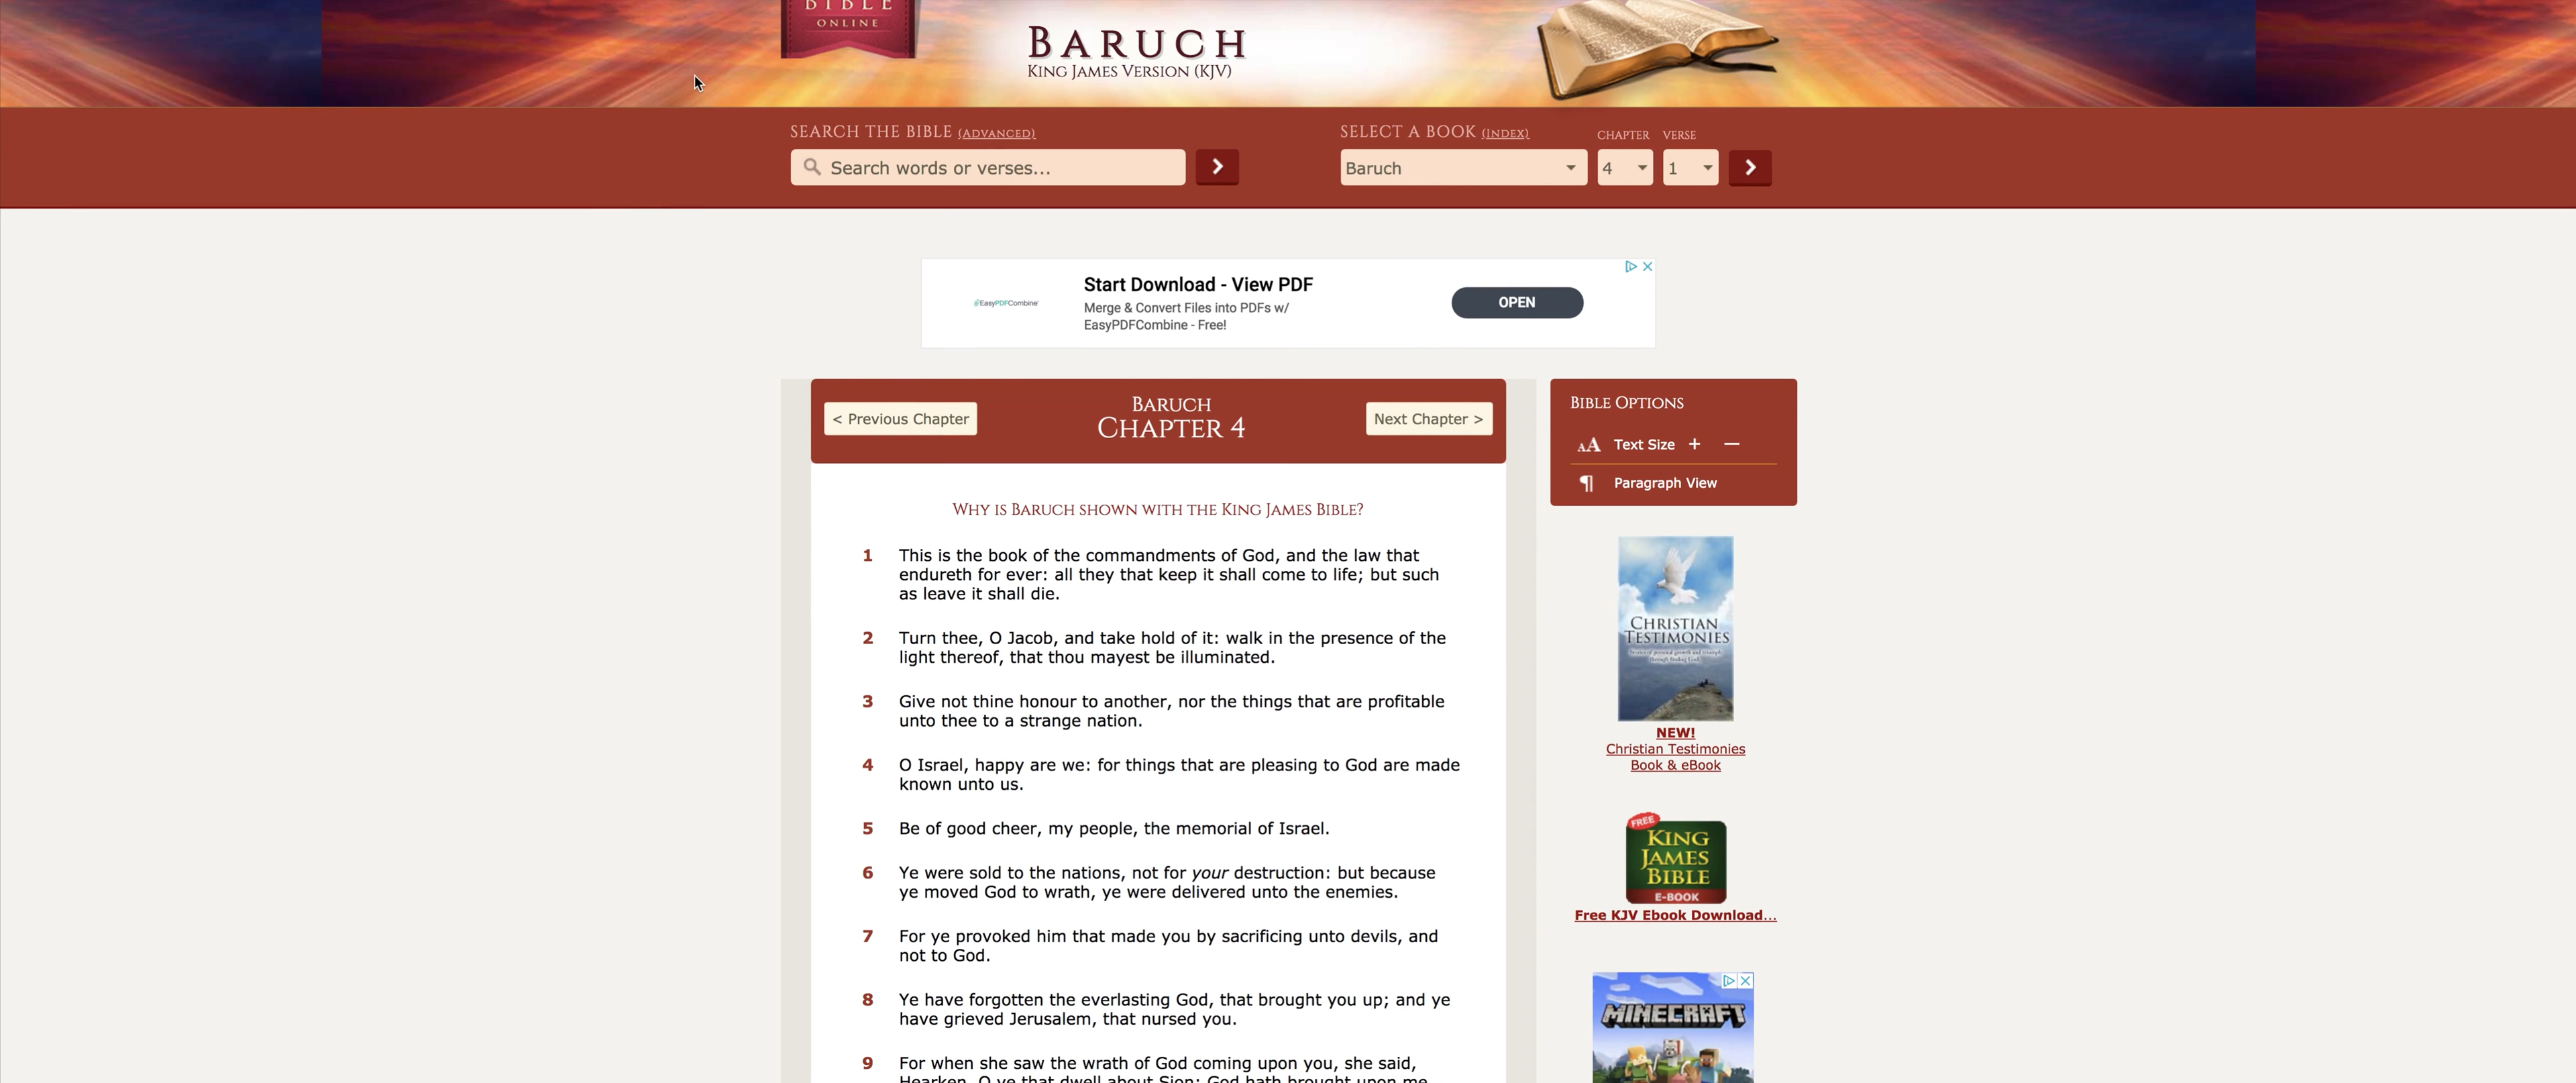 BIBLE
ONLINE
BARUCH
KING JAMES VERSION (KJV)
SEARCH THE BIBLE (ADVANCED)
Search words or verses...
SELECT A BOOK (INDEX)
CHAPTER VERSE
Baruch
4
1
EasyPDFCombine
Start Download - View PDF
Merge & Convert Files into PDFs w/
EasyPDFCombine - Free!
OPEN
< Previous Chapter
BARUCH
CHAPTER 4
Next Chapter >
WHY IS BARUCH SHOWN WITH THE KING JAMES BIBLE?
1 This is the book of the commandments of God, and the law that
endureth for ever: all they that keep it shall come to life; but such
as leave it shall die.
2 Turn thee, O Jacob, and take hold of it: walk in the presence of the
light thereof, that thou mayest be illuminated.
3 Give not thine honour to another, nor the things that are profitable
unto thee to a strange nation.
4 O Israel, happy are we: for things that are pleasing to God are made
known unto us.
5 Be of good cheer, my people, the memorial of Israel.
6 Ye were sold to the nations, not for your destruction: but because
ye moved God to wrath, ye were delivered unto the enemies.
7 For ye provoked him that made you by sacrificing unto devils, and
not to God.
8 Ye have forgotten the everlasting God, that brought you up; and ye
have grieved Jerusalem, that nursed you.
9 For when she saw the wrath of God coming upon you, she said,
Hearken, O ye that dwell about Sion: God hath brought upon me
BIBLE OPTIONS
AA Text Size + −
¶ Paragraph View
CHRISTIAN
TESTIMONIES
NEW!
Christian Testimonies
Book & eBook
FREE
KING
JAMES
BIBLE
E-BOOK
Free KJV Ebook Download...
MINECRAFT